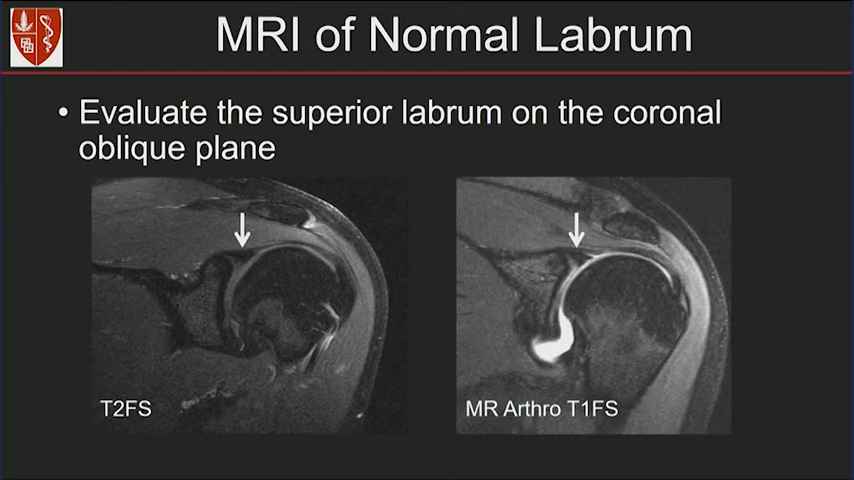 MRI of Normal Labrum
• Evaluate the superior labrum on the coronal
oblique plane
T2FS
MR Arthro T1FS